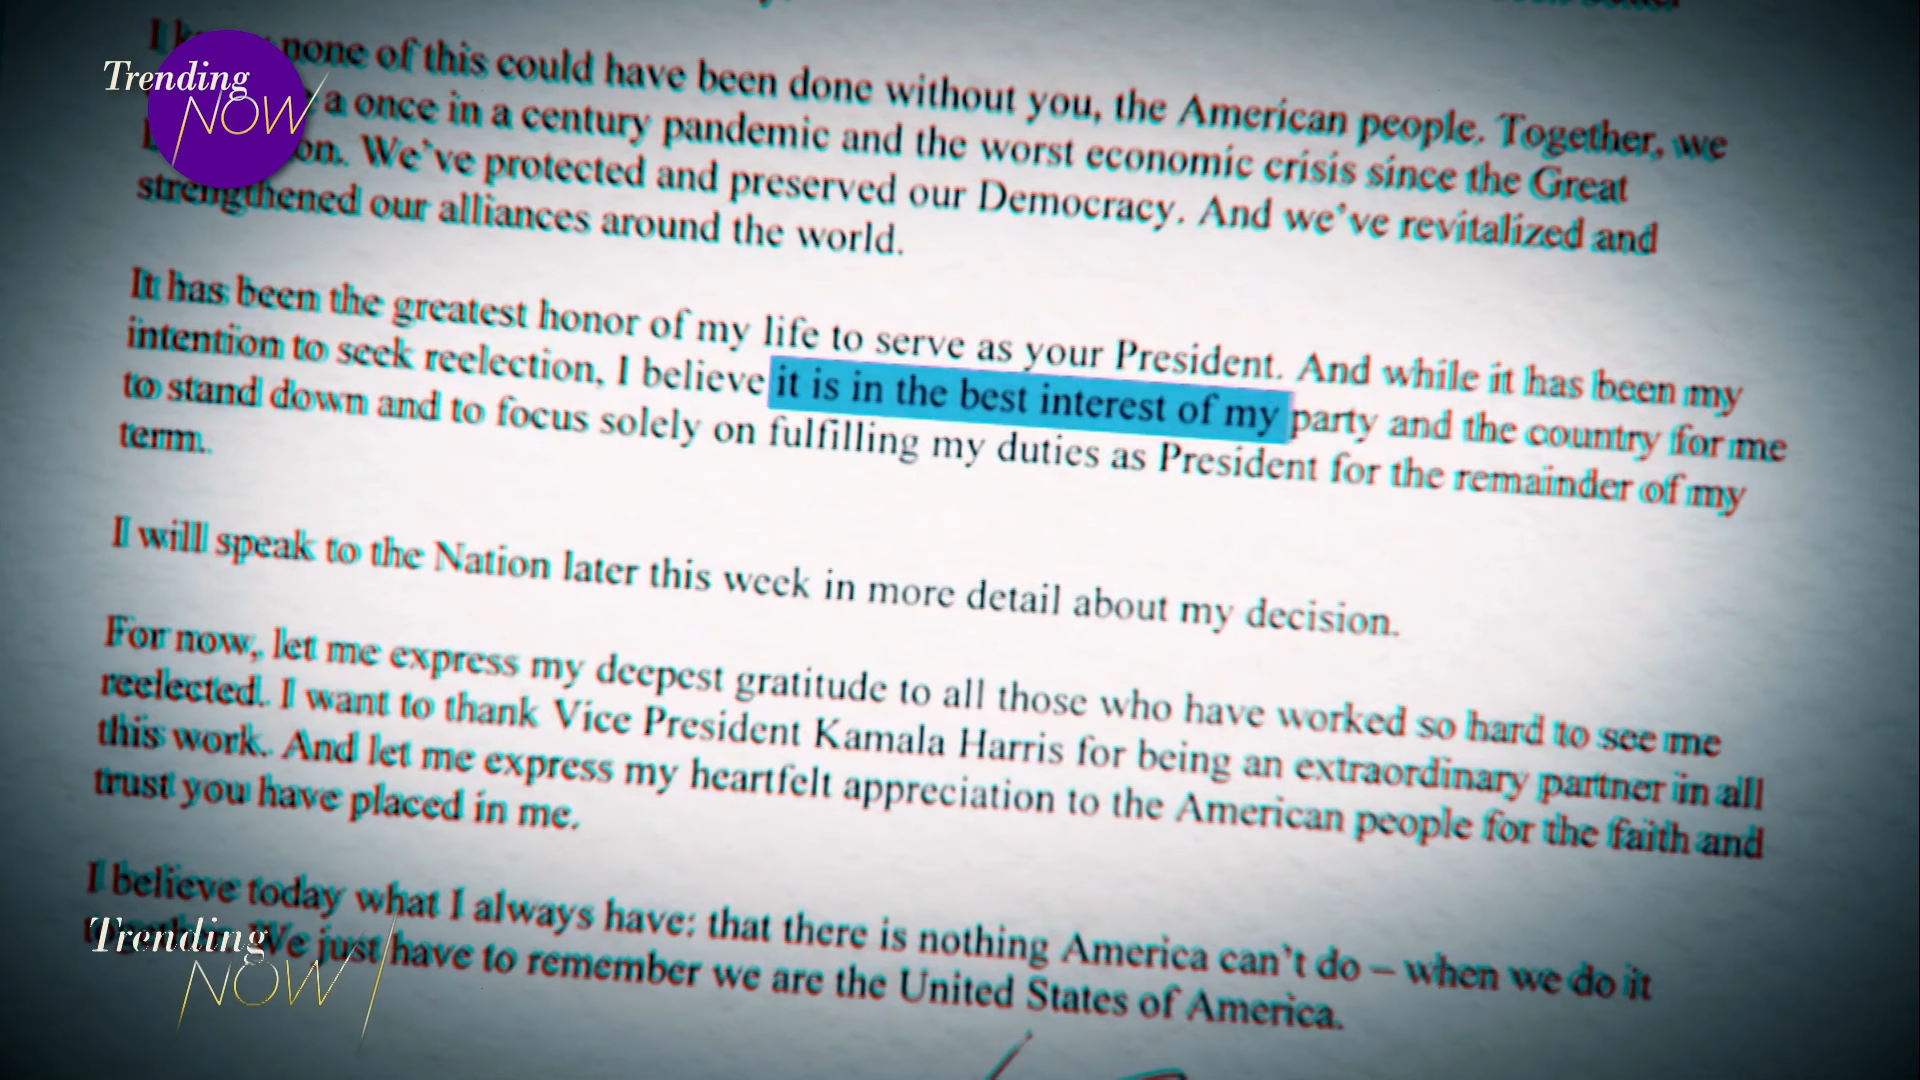 Trending
NOW
I none of this could have been done without you, the American people. Together, we
a once in a century pandemic and the worst economic crisis since the Great
on. We've protected and preserved our Democracy. And we've revitalized and
strengthened our alliances around the world.
It has been the greatest honor of my life to serve as your President. And while it has been my
intention to seek reelection, I believe it is in the best interest of my party and the country for me
to stand down and to focus solely on fulfilling my duties as President for the remainder of my
term.
I will speak to the Nation later this week in more detail about my decision.
For now, let me express my deepest gratitude to all those who have worked so hard to see me
reelected. I want to thank Vice President Kamala Harris for being an extraordinary partner in all
this work. And let me express my heartfelt appreciation to the American people for the faith and
trust you have placed in me.
I believe today what I always have: that there is nothing America can't do – when we do it
We just have to remember we are the United States of America.
Trending
NOW